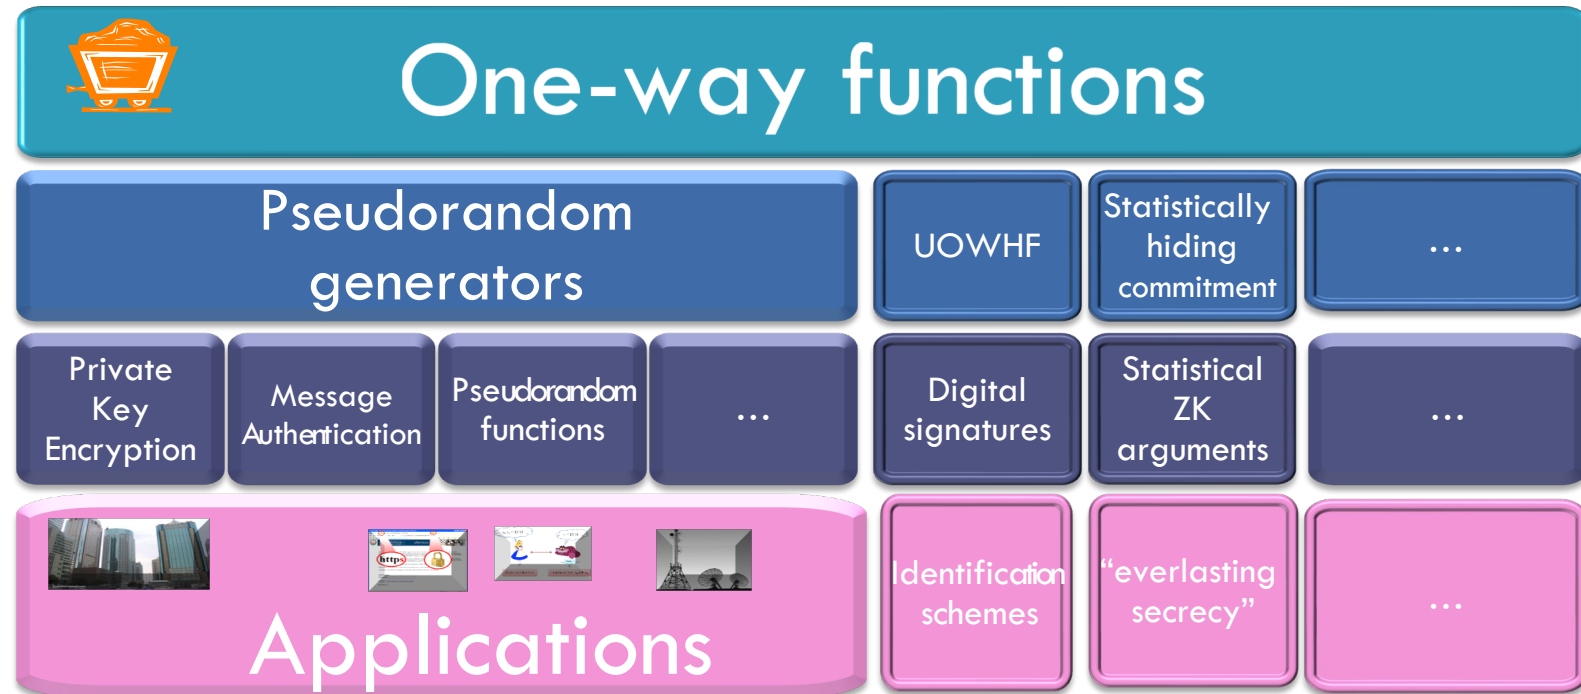 One-way functions
Pseudorandom
generators
UOWHF
Statistically
hiding
commitment
...
Private
Key
Encryption
Message
Authentication
Pseudorandom
functions
...
Digital
signatures
Statistical
ZK
arguments
...
https
Applications
Identification
schemes
“everlasting
secrecy”
...